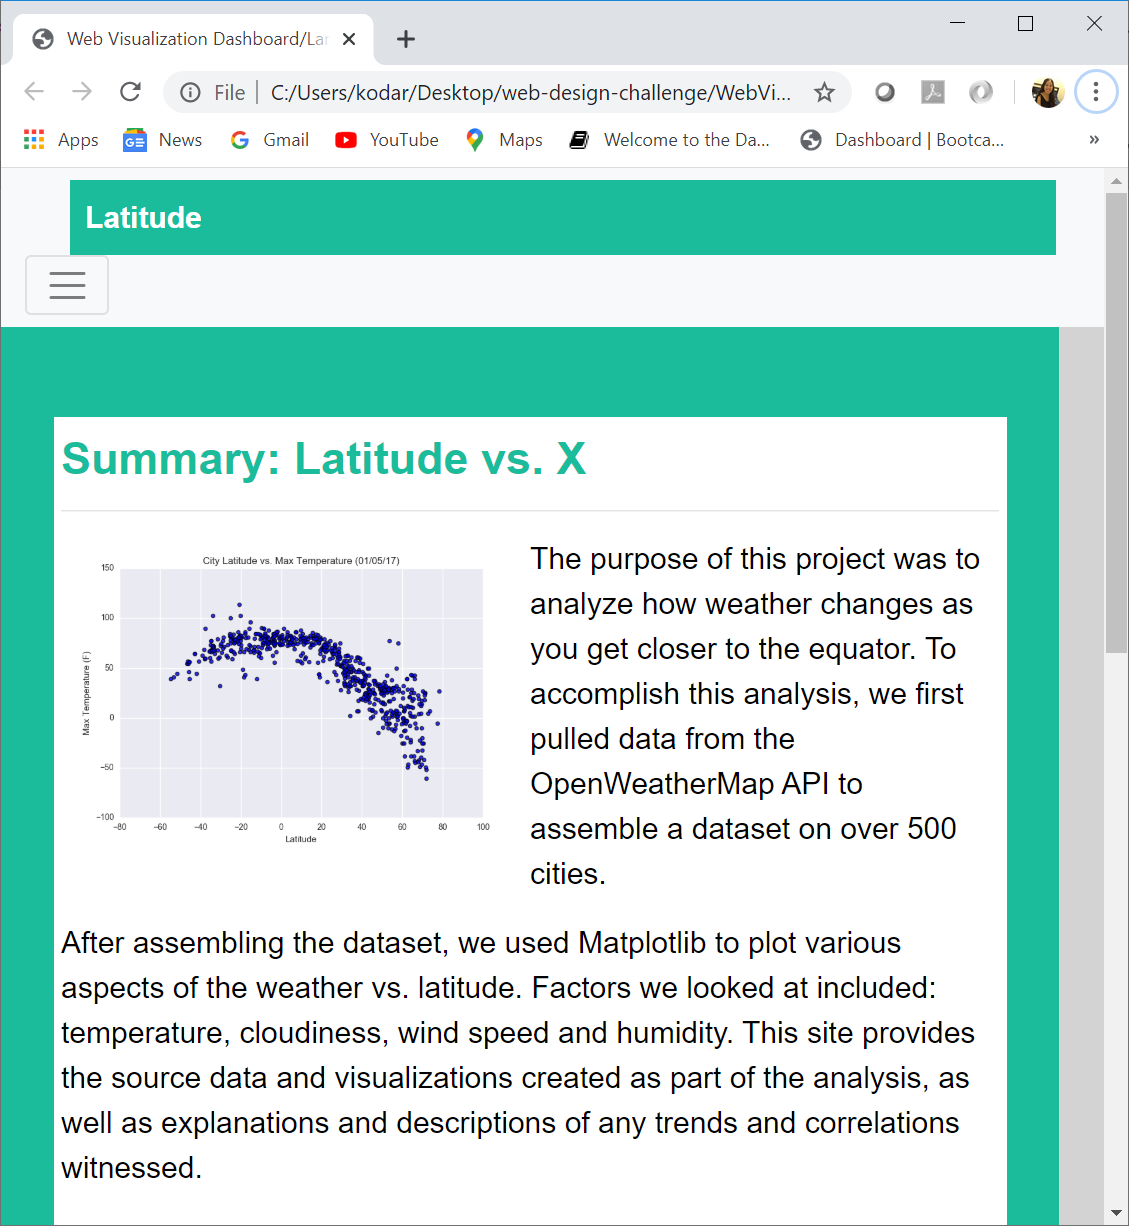 Web Visualization Dashboard/La
File | C:/Users/kodar/Desktop/web-design-challenge/WebVi...
Apps News Gmail YouTube Maps Welcome to the Da... Dashboard | Bootca... »
Latitude
Summary: Latitude vs. X
City Latitude vs. Max Temperature (01/05/17)
150
100
50
0
−50
−100
Max Temperature (F)
−80 −60 −40 −20 0 20 40 60 80 100
Latitude
The purpose of this project was to
analyze how weather changes as
you get closer to the equator. To
accomplish this analysis, we first
pulled data from the
OpenWeatherMap API to
assemble a dataset on over 500
cities.
After assembling the dataset, we used Matplotlib to plot various
aspects of the weather vs. latitude. Factors we looked at included:
temperature, cloudiness, wind speed and humidity. This site provides
the source data and visualizations created as part of the analysis, as
well as explanations and descriptions of any trends and correlations
witnessed.